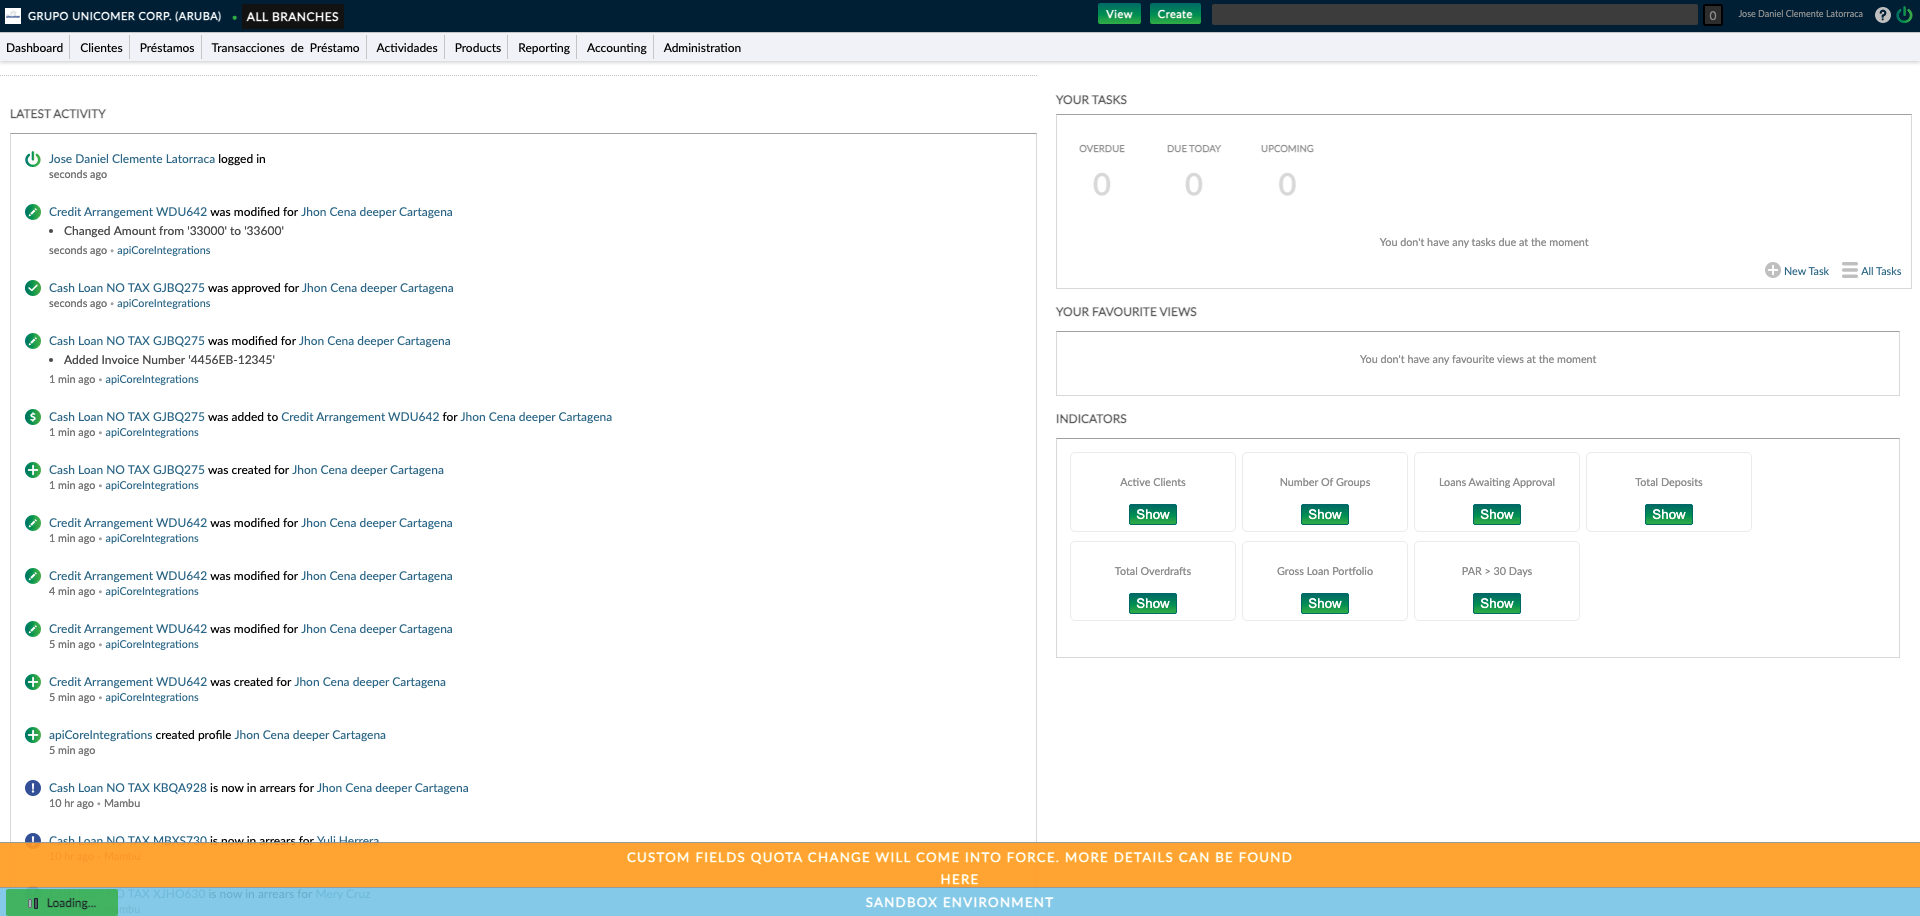 GRUPO UNICOMER CORP. (ARUBA) • ALL BRANCHES
View Create 0 Jose Daniel Clemente Latorraca ?
Dashboard Clientes Préstamos Transacciones de Préstamo Actividades Products Reporting Accounting Administration
LATEST ACTIVITY
Jose Daniel Clemente Latorraca logged in
seconds ago
Credit Arrangement WDU642 was modified for Jhon Cena deeper Cartagena
• Changed Amount from '33000' to '33600'
seconds ago • apiCoreIntegrations
Cash Loan NO TAX GJBQ275 was approved for Jhon Cena deeper Cartagena
seconds ago • apiCoreIntegrations
Cash Loan NO TAX GJBQ275 was modified for Jhon Cena deeper Cartagena
• Added Invoice Number '4456EB-12345'
1 min ago • apiCoreIntegrations
Cash Loan NO TAX GJBQ275 was added to Credit Arrangement WDU642 for Jhon Cena deeper Cartagena
1 min ago • apiCoreIntegrations
Cash Loan NO TAX GJBQ275 was created for Jhon Cena deeper Cartagena
1 min ago • apiCoreIntegrations
Credit Arrangement WDU642 was modified for Jhon Cena deeper Cartagena
1 min ago • apiCoreIntegrations
Credit Arrangement WDU642 was modified for Jhon Cena deeper Cartagena
4 min ago • apiCoreIntegrations
Credit Arrangement WDU642 was modified for Jhon Cena deeper Cartagena
5 min ago • apiCoreIntegrations
Credit Arrangement WDU642 was created for Jhon Cena deeper Cartagena
5 min ago • apiCoreIntegrations
apiCoreIntegrations created profile Jhon Cena deeper Cartagena
5 min ago
Cash Loan NO TAX KBQA928 is now in arrears for Jhon Cena deeper Cartagena
10 hr ago • Mambu
Cash Loan NO TAX MBXS730 is now in arrears for Yuli Herrera
10 hr ago • Mambu
O TAX XJHO630 is now in arrears for Mery Cruz
YOUR TASKS
OVERDUE DUE TODAY UPCOMING
0 0 0
You don't have any tasks due at the moment
New Task All Tasks
YOUR FAVOURITE VIEWS
You don't have any favourite views at the moment
INDICATORS
Active Clients Number Of Groups Loans Awaiting Approval Total Deposits
Show Show Show Show
Total Overdrafts Gross Loan Portfolio PAR > 30 Days
Show Show Show
CUSTOM FIELDS QUOTA CHANGE WILL COME INTO FORCE. MORE DETAILS CAN BE FOUND
HERE
Loading...
SANDBOX ENVIRONMENT